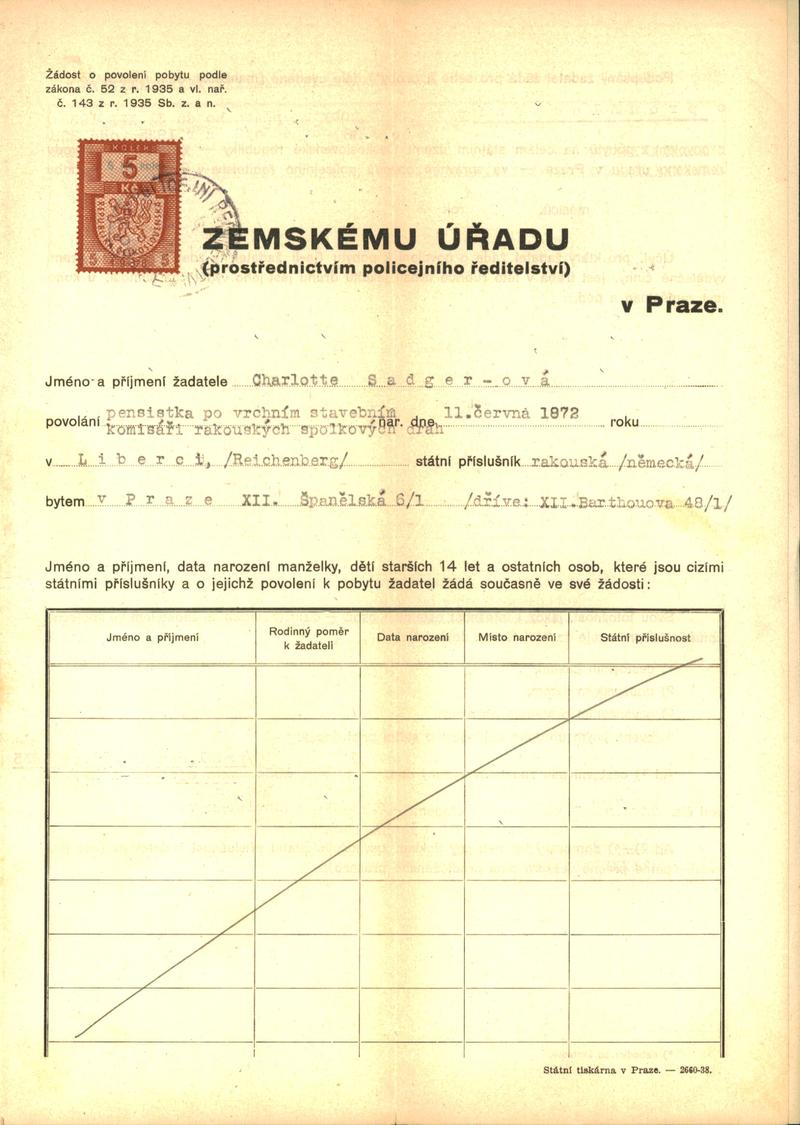 Žádost o povolení pobytu podle
zákona č. 52 z r. 1935 a vl. nař.
č. 143 z r. 1935 Sb. z. a n.
KOLEK
5
KČ
5 5
ZEMSKÉMU ÚŘADU
(prostřednictvím policejního ředitelství)
v Praze.
Jméno a příjmení žadatele Charlotte Sadger-ová
povolání pensistka po vrchním stavebním
komisaři rakouských spolkových drah nar. dne 11.června 1872 roku
v Liberci, /Reichenberg/ státní příslušník rakouská /německá/
bytem v Praze XII. Španělská 6/1 /dříve: XII.Barthouova 48/1/
Jméno a příjmení, data narození manželky, dětí starších 14 let a ostatních osob, které jsou cizími
státními příslušníky a o jejichž povolení k pobytu žadatel žádá současně ve své žádosti:
Jméno a příjmení Rodinný poměr k žadateli Data narození Místo narození Státní příslušnost
Státní tiskárna v Praze. — 2660-38.